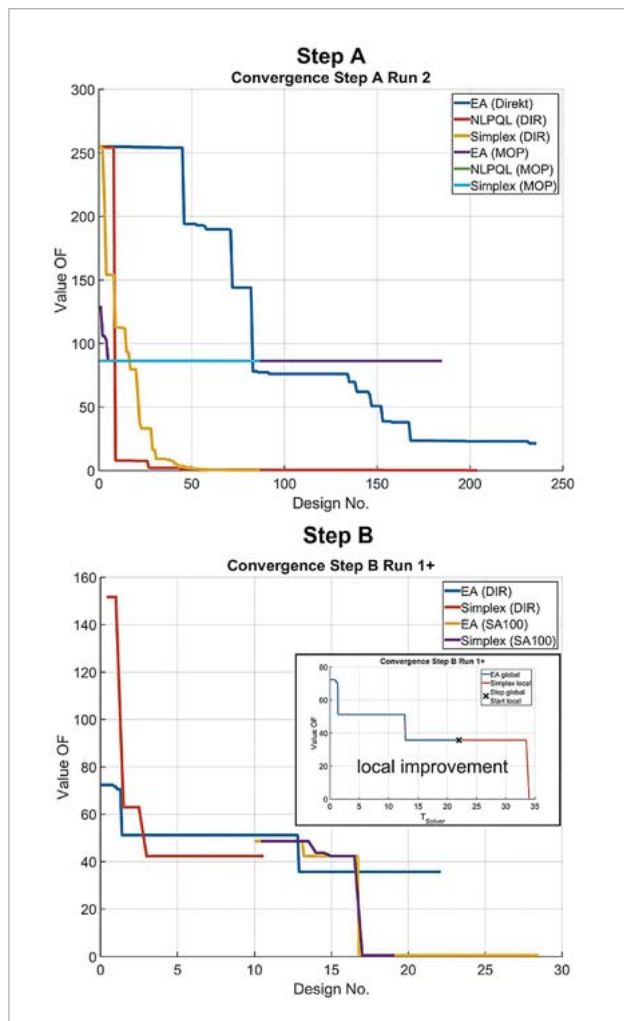 Step A
Convergence Step A Run 2
300
250
200
150
100
50
0
Value OF
0 50 100 150 200 250
Design No.
EA (Direkt)
NLPQL (DIR)
Simplex (DIR)
EA (MOP)
NLPQL (MOP)
Simplex (MOP)
Step B
Convergence Step B Run 1+
160
140
120
100
80
60
40
20
0
Value OF
0 5 10 15 20 25 30
Design No.
EA (DIR)
Simplex (DIR)
EA (SA100)
Simplex (SA100)
Convergence Step B Run 1+
80
60
40
20
0
Value OF
EA global
Simplex local
Stop global
Start local
local improvement
0 5 10 15 20 25 30 35
T_Solver